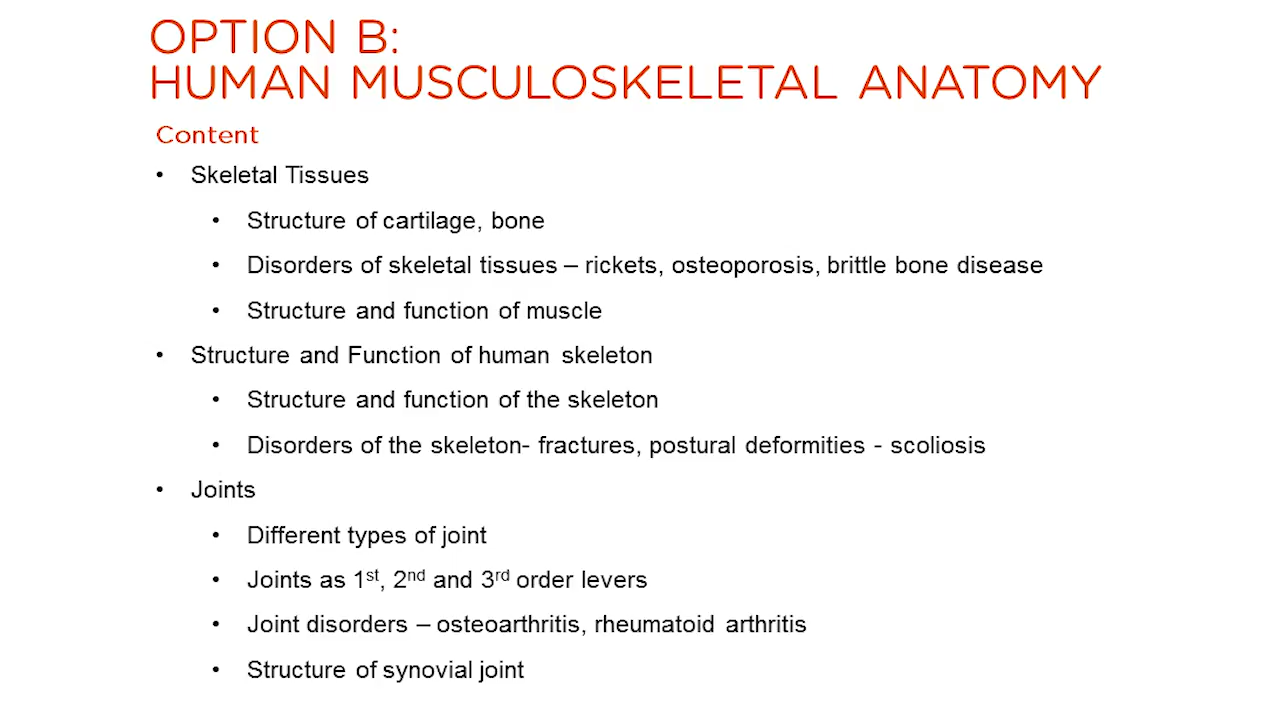 OPTION B:
HUMAN MUSCULOSKELETAL ANATOMY
Content
• Skeletal Tissues
• Structure of cartilage, bone
• Disorders of skeletal tissues – rickets, osteoporosis, brittle bone disease
• Structure and function of muscle
• Structure and Function of human skeleton
• Structure and function of the skeleton
• Disorders of the skeleton- fractures, postural deformities - scoliosis
• Joints
• Different types of joint
• Joints as 1st, 2nd and 3rd order levers
• Joint disorders – osteoarthritis, rheumatoid arthritis
• Structure of synovial joint